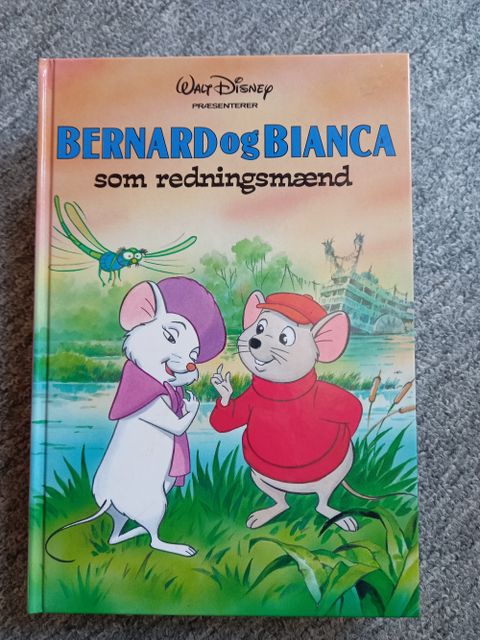 WALT DISNEY
PRÆSENTERER
BERNARD og BIANCA
som redningsmænd